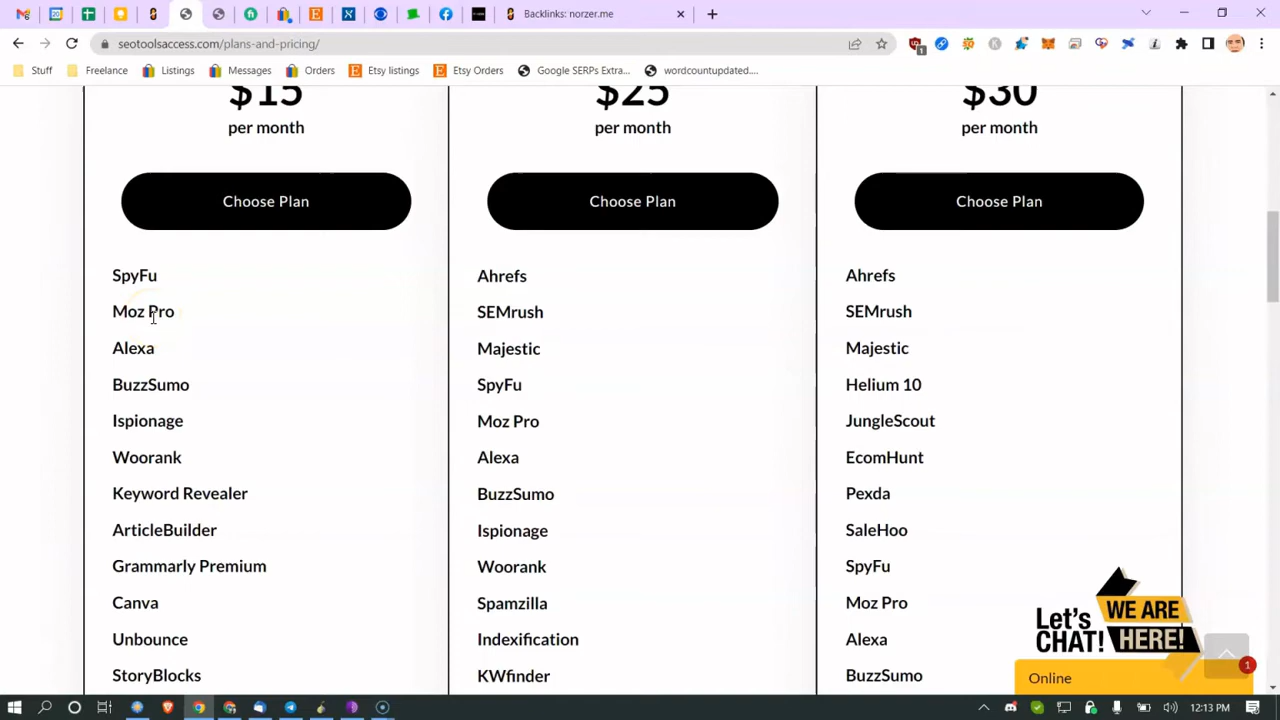 Backlinks: norzer.me
seotoolsaccess.com/plans-and-pricing/
1
Stuff
Freelance
Listings
Messages
Orders
Etsy listings
Etsy Orders
Google SERPs Extra...
wordcountupdated....
$15
per month
Choose Plan
SpyFu
Moz Pro
Alexa
BuzzSumo
Ispionage
Woorank
Keyword Revealer
ArticleBuilder
Grammarly Premium
Canva
Unbounce
StoryBlocks
$25
per month
Choose Plan
Ahrefs
SEMrush
Majestic
SpyFu
Moz Pro
Alexa
BuzzSumo
Ispionage
Woorank
Spamzilla
Indexification
KWfinder
$30
per month
Choose Plan
Ahrefs
SEMrush
Majestic
Helium 10
JungleScout
EcomHunt
Pexda
SaleHoo
SpyFu
Moz Pro
Alexa
BuzzSumo
Let's
CHAT!
WE ARE
HERE!
1
Online
12:13 PM